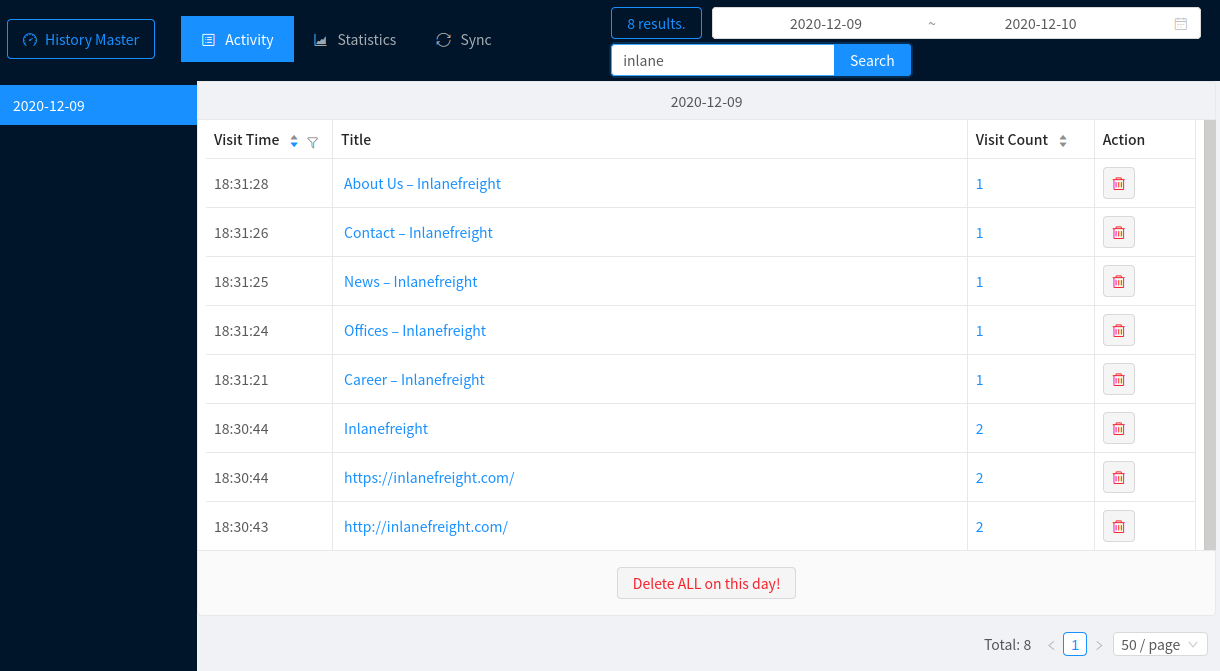 History Master
Activity
Statistics
Sync
8 results.
2020-12-09 ~ 2020-12-10
inlane Search
2020-12-09
2020-12-09
Visit Time Title Visit Count Action
18:31:28 About Us – Inlanefreight 1
18:31:26 Contact – Inlanefreight 1
18:31:25 News – Inlanefreight 1
18:31:24 Offices – Inlanefreight 1
18:31:21 Career – Inlanefreight 1
18:30:44 Inlanefreight 2
18:30:44 https://inlanefreight.com/ 2
18:30:43 http://inlanefreight.com/ 2
Delete ALL on this day!
Total: 8 < 1 > 50 / page